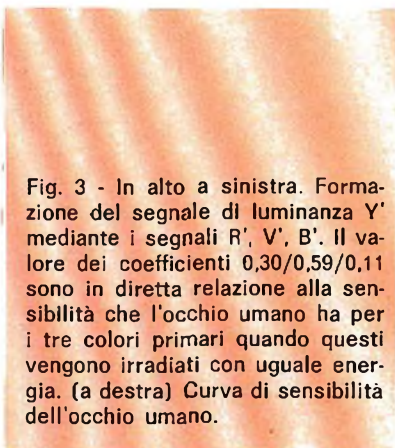 Fig. 3 - In alto a sinistra. Forma-
zione del segnale di luminanza Y'
mediante i segnali R', V', B'. Il va-
lore dei coefficienti 0,30/0,59/0,11
sono in diretta relazione alla sen-
sibilità che l'occhio umano ha per
i tre colori primari quando questi
vengono irradiati con uguale ener-
gia. (a destra) Curva di sensibilità
dell'occhio umano.